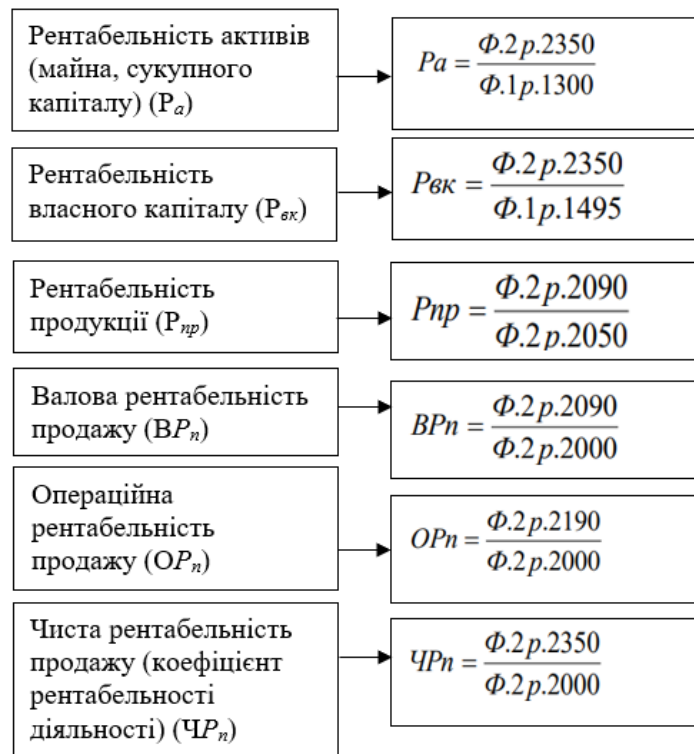 Рентабельність активів
(майна, сукупного
капіталу) (Ра)
Ра = Ф.2р.2350 / Ф.1р.1300
Рентабельність
власного капіталу (Рвк)
Рвк = Ф.2р.2350 / Ф.1р.1495
Рентабельність
продукції (Рпр)
Рпр = Ф.2р.2090 / Ф.2р.2050
Валова рентабельність
продажу (ВРп)
ВРп = Ф.2р.2090 / Ф.2р.2000
Операційна
рентабельність
продажу (ОРп)
ОРп = Ф.2р.2190 / Ф.2р.2000
Чиста рентабельність
продажу (коефіцієнт
рентабельності
діяльності) (ЧРп)
ЧРп = Ф.2р.2350 / Ф.2р.2000